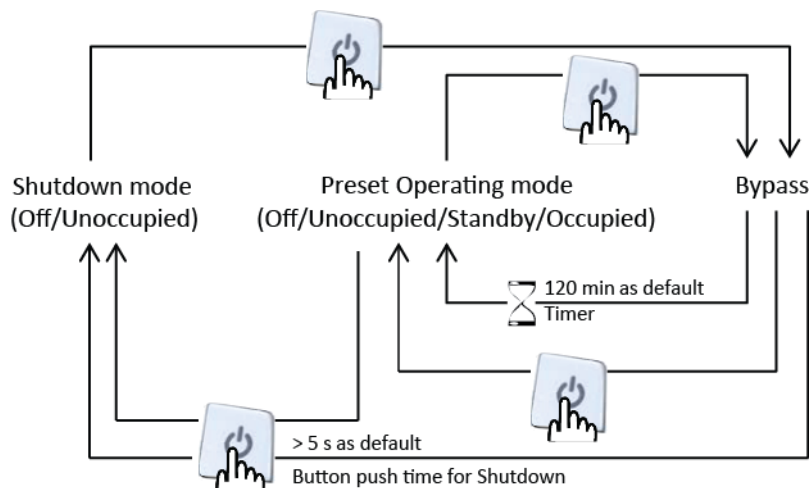 Shutdown mode
(Off/Unoccupied)
Preset Operating mode
(Off/Unoccupied/Standby/Occupied)
Bypass
120 min as default
Timer
> 5 s as default
Button push time for Shutdown